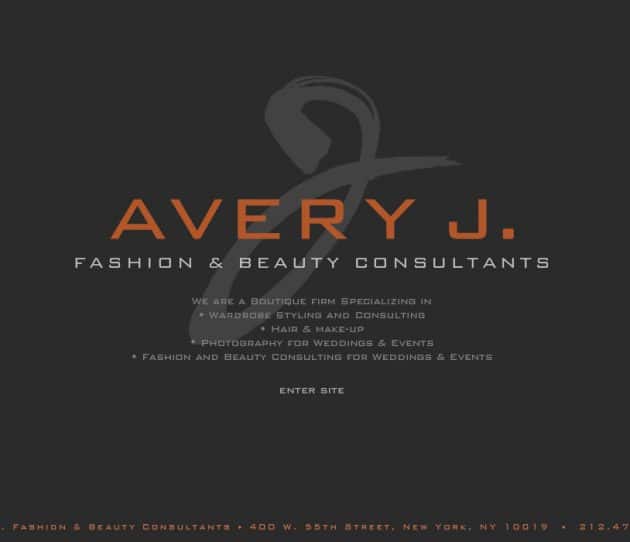 AVERY J.
FASHION & BEAUTY CONSULTANTS
We are a Boutique firm Specializing in
• Wardrobe Styling and Consulting
• Hair & make-up
• Photography for Weddings & Events
• Fashion and Beauty Consulting for Weddings & Events
ENTER SITE
. Fashion & Beauty Consultants • 400 W. 55th Street, New York, NY 10019 • 212.47